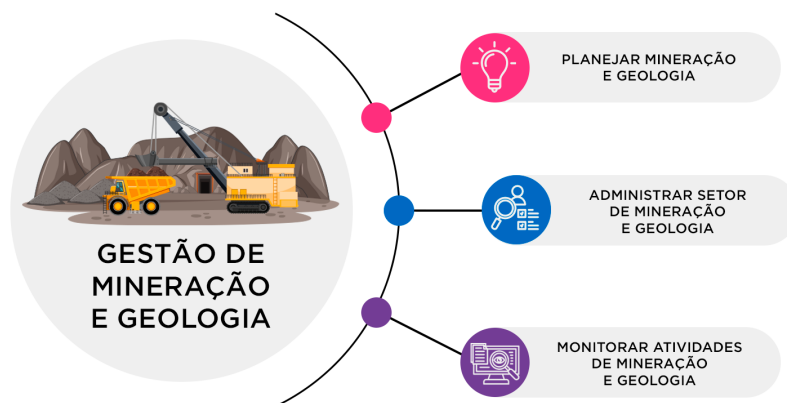 GESTÃO DE
MINERAÇÃO
E GEOLOGIA
PLANEJAR MINERAÇÃO
E GEOLOGIA
ADMINISTRAR SETOR
DE MINERAÇÃO
E GEOLOGIA
MONITORAR ATIVIDADES
DE MINERAÇÃO
E GEOLOGIA